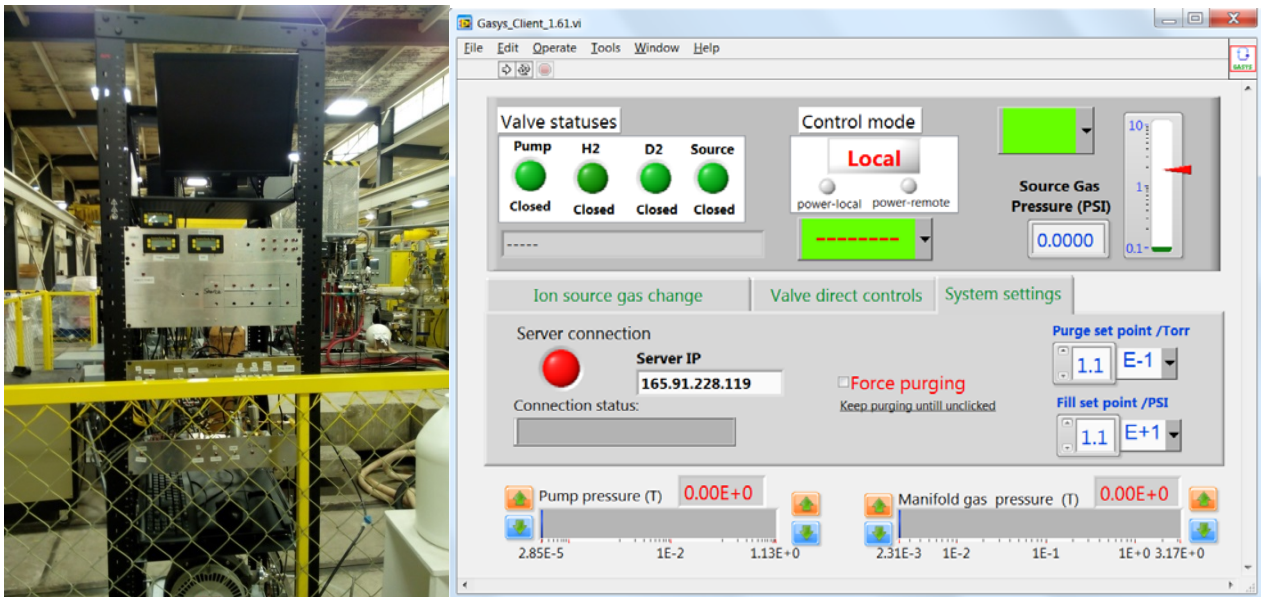 Gasys_Client_1.61.vi
File Edit Operate Tools Window Help
GASYS
Valve statuses
Pump H2 D2 Source
Closed Closed Closed Closed
-----
Control mode
Local
power-local power-remote
--------
Source Gas
Pressure (PSI)
0.0000
10
1
0.1
Ion source gas change
Valve direct controls
System settings
Server connection
Server IP
165.91.228.119
Connection status:
Force purging
Keep purging untill unclicked
Purge set point /Torr
1.1 E-1
Fill set point /PSI
1.1 E+1
Pump pressure (T) 0.00E+0
2.85E-5 1E-2 1.13E+0
Manifold gas pressure (T) 0.00E+0
2.31E-3 1E-2 1E-1 1E+0 3.17E+0